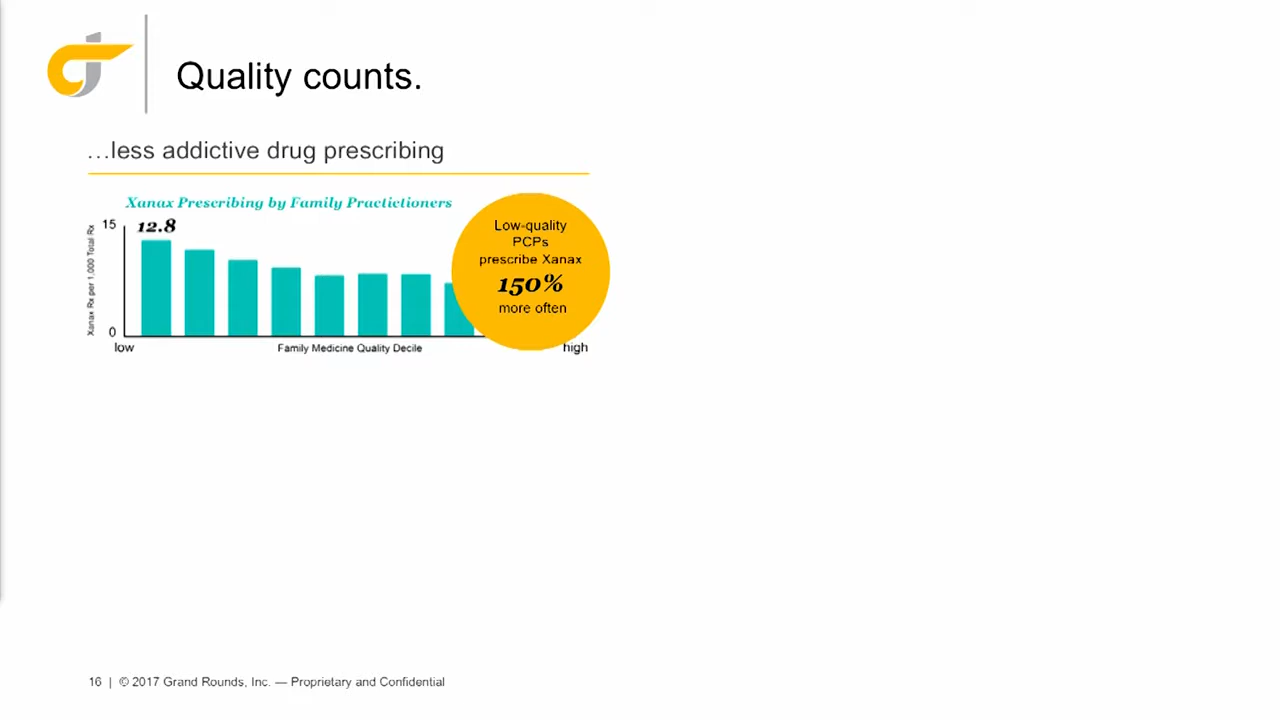 Quality counts.
…less addictive drug prescribing
Xanax Prescribing by Family Practictioners
Xanax Rx per 1,000 Total Rx
15
12.8
0
low
Family Medicine Quality Decile
high
Low-quality
PCPs
prescribe Xanax
150%
more often
16 | © 2017 Grand Rounds, Inc. — Proprietary and Confidential